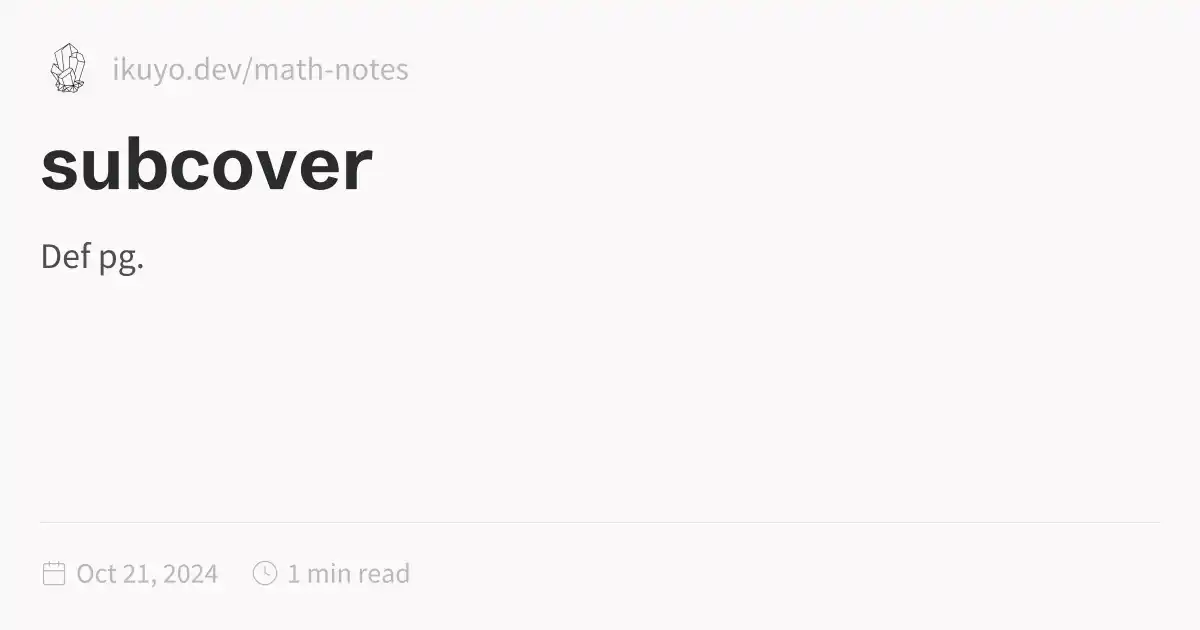 ikuyo.dev/math-notes
subcover
Def pg.
Oct 21, 2024 1 min read